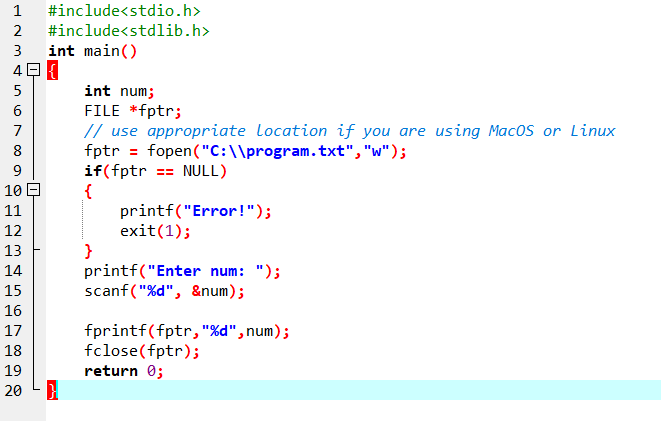 1 #include<stdio.h>
2 #include<stdlib.h>
3 int main()
4 {
5 int num;
6 FILE *fptr;
7 // use appropriate location if you are using MacOS or Linux
8 fptr = fopen("C:\\program.txt","w");
9 if(fptr == NULL)
10 {
11 printf("Error!");
12 exit(1);
13 }
14 printf("Enter num: ");
15 scanf("%d", &num);
16
17 fprintf(fptr,"%d",num);
18 fclose(fptr);
19 return 0;
20 }